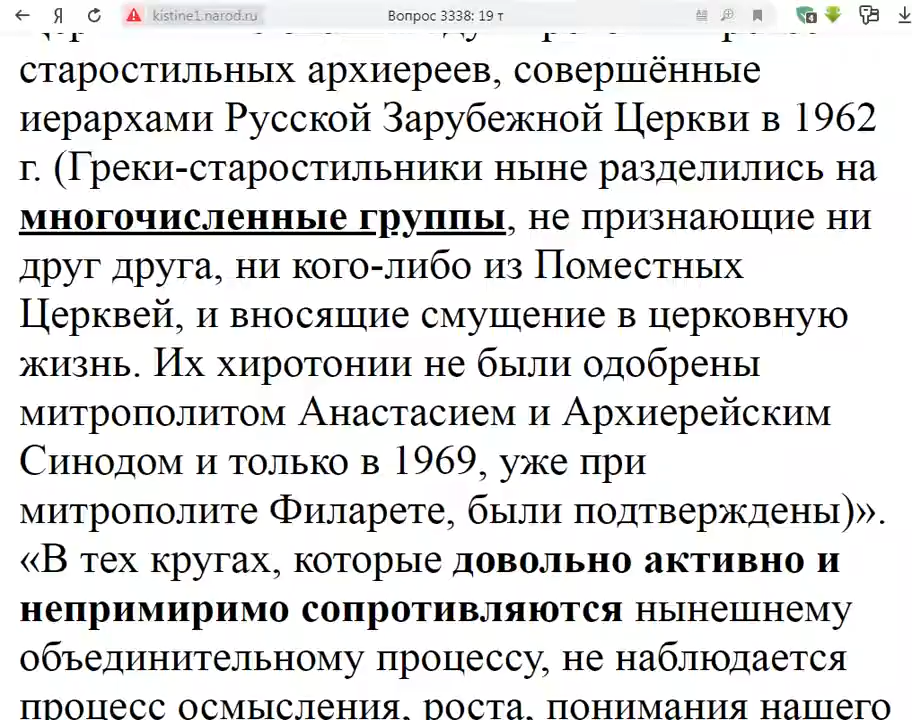 Я kistine1.narod.ru Вопрос 3338: 19 т
старостильных архиереев, совершённые
иерархами Русской Зарубежной Церкви в 1962
г. (Греки-старостильники ныне разделились на
многочисленные группы, не признающие ни
друг друга, ни кого-либо из Поместных
Церквей, и вносящие смущение в церковную
жизнь. Их хиротонии не были одобрены
митрополитом Анастасием и Архиерейским
Синодом и только в 1969, уже при
митрополите Филарете, были подтверждены)».
«В тех кругах, которые довольно активно и
непримиримо сопротивляются нынешнему
объединительному процессу, не наблюдается
процесс осмысления, роста, понимания нашего